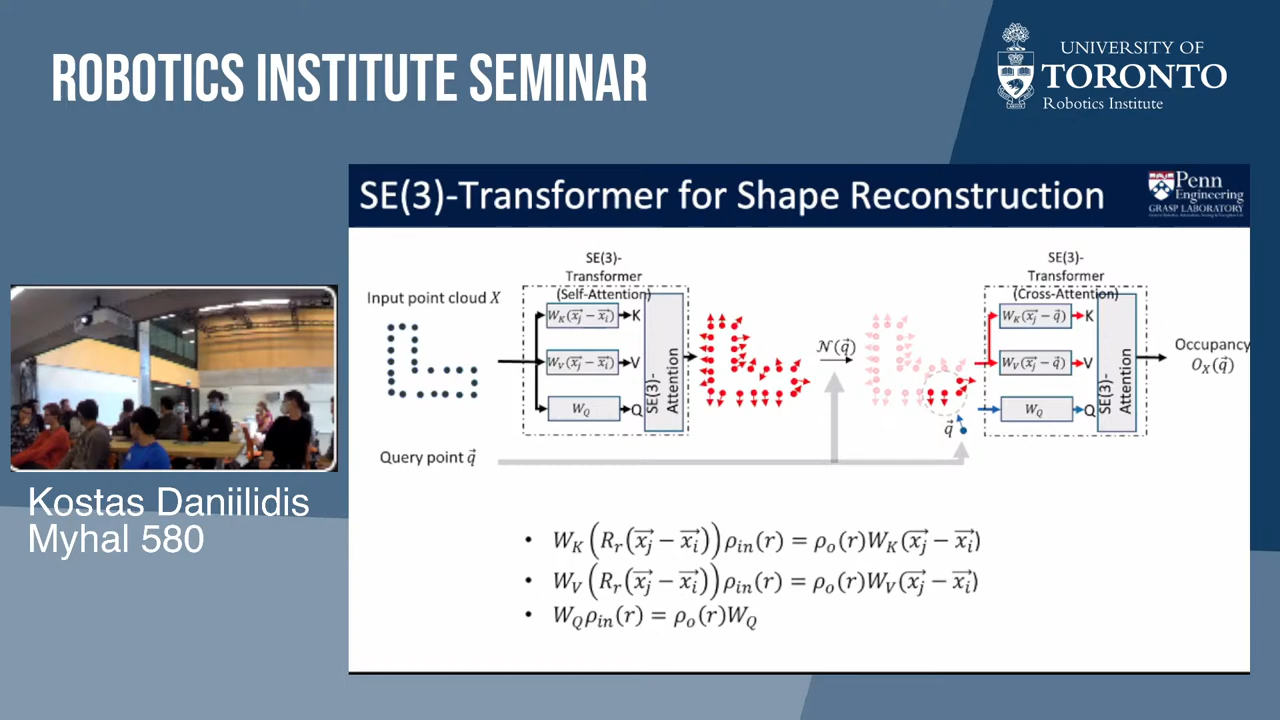 ROBOTICS INSTITUTE SEMINAR
UNIVERSITY OF
TORONTO
Robotics Institute
SE(3)-Transformer for Shape Reconstruction
Penn
Engineering
GRASP LABORATORY
SE(3)-
Transformer
(Self-Attention)
Input point cloud X
W_K(x⃗_j − x⃗_i)
K
W_V(x⃗_j − x⃗_i)
V
W_Q
Q
SE(3)-
Attention
𝒩(q⃗)
SE(3)-
Transformer
(Cross-Attention)
W_K(x⃗_j − q⃗)
K
W_V(x⃗_j − q⃗)
V
W_Q
Q
SE(3)-
Attention
Occupancy
O_X(q⃗)
q⃗
Query point q⃗
• W_K(R_r(x⃗_j − x⃗_i))ρ_in(r) = ρ_o(r)W_K(x⃗_j − x⃗_i)
• W_V(R_r(x⃗_j − x⃗_i))ρ_in(r) = ρ_o(r)W_V(x⃗_j − x⃗_i)
• W_Qρ_in(r) = ρ_o(r)W_Q
Kostas Daniilidis
Myhal 580